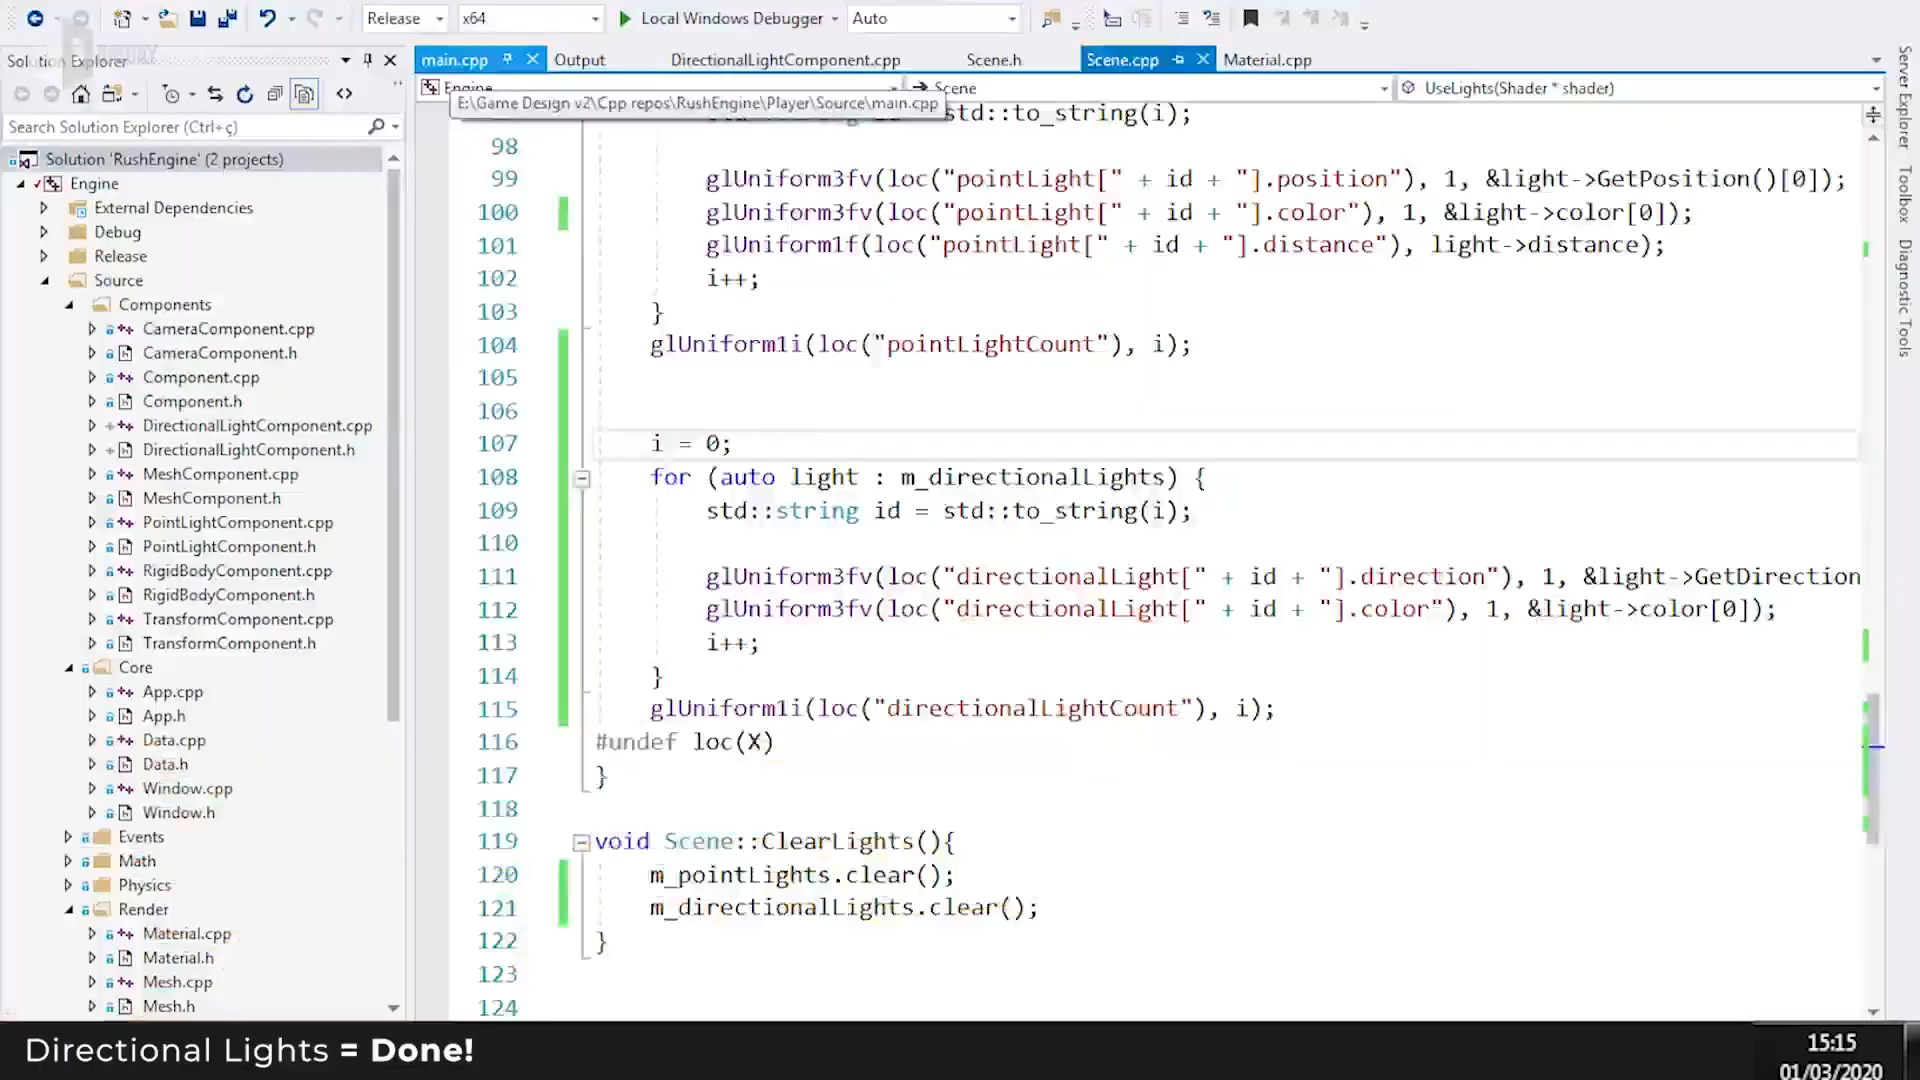 Release
x64
Local Windows Debugger
Auto
Solution Explorer
main.cpp
Output
DirectionalLightComponent.cpp
Scene.h
Scene.cpp
Material.cpp
Engine
Scene
UseLights(Shader * shader)
E:\Game Design v2\Cpp repos\RushEngine\Player\Source\main.cpp
Search Solution Explorer (Ctrl+ç)
Solution 'RushEngine' (2 projects)
Engine
External Dependencies
Debug
Release
Source
Components
CameraComponent.cpp
CameraComponent.h
Component.cpp
Component.h
DirectionalLightComponent.cpp
DirectionalLightComponent.h
MeshComponent.cpp
MeshComponent.h
PointLightComponent.cpp
PointLightComponent.h
RigidBodyComponent.cpp
RigidBodyComponent.h
TransformComponent.cpp
TransformComponent.h
Core
App.cpp
App.h
Data.cpp
Data.h
Window.cpp
Window.h
Events
Math
Physics
Render
Material.cpp
Material.h
Mesh.cpp
Mesh.h
std::to_string(i);
98
99 glUniform3fv(loc("pointLight[" + id + "].position"), 1, &light->GetPosition()[0]);
100 glUniform3fv(loc("pointLight[" + id + "].color"), 1, &light->color[0]);
101 glUniform1f(loc("pointLight[" + id + "].distance"), light->distance);
102 i++;
103 }
104 glUniform1i(loc("pointLightCount"), i);
105
106
107 i = 0;
108 for (auto light : m_directionalLights) {
109 std::string id = std::to_string(i);
110
111 glUniform3fv(loc("directionalLight[" + id + "].direction"), 1, &light->GetDirection
112 glUniform3fv(loc("directionalLight[" + id + "].color"), 1, &light->color[0]);
113 i++;
114 }
115 glUniform1i(loc("directionalLightCount"), i);
116 #undef loc(X)
117 }
118
119 void Scene::ClearLights(){
120 m_pointLights.clear();
121 m_directionalLights.clear();
122 }
123
124
Server Explorer
Toolbox
Diagnostic Tools
Directional Lights = Done!
15:15
01/03/2020